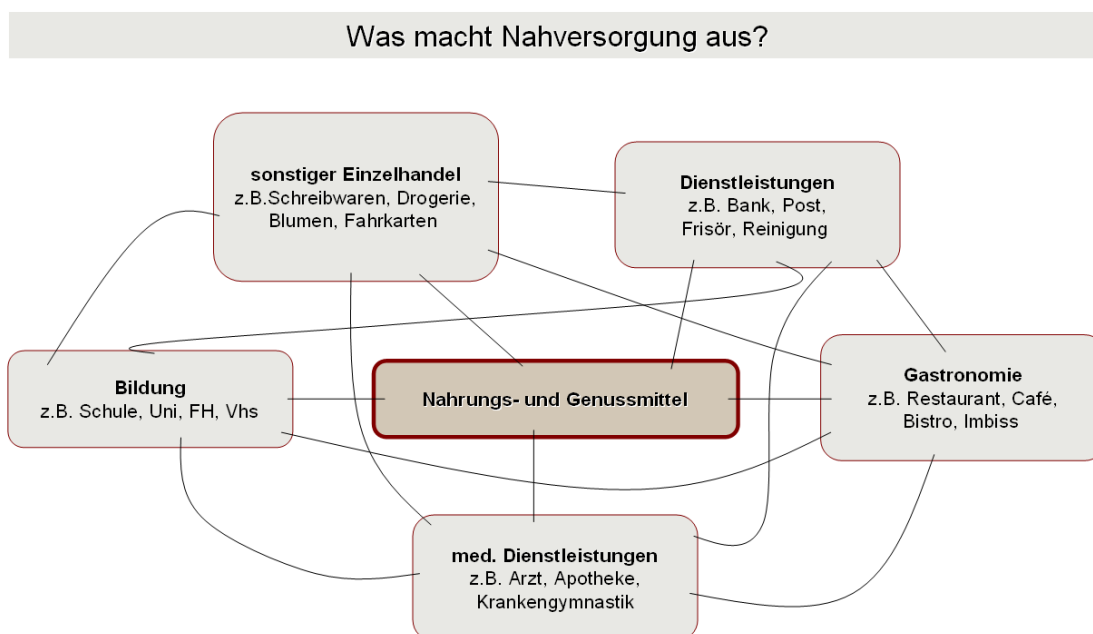 Was macht Nahversorgung aus?
sonstiger Einzelhandel
z.B.Schreibwaren, Drogerie,
Blumen, Fahrkarten
Dienstleistungen
z.B. Bank, Post,
Frisör, Reinigung
Bildung
z.B. Schule, Uni, FH, Vhs
Nahrungs- und Genussmittel
Gastronomie
z.B. Restaurant, Café,
Bistro, Imbiss
med. Dienstleistungen
z.B. Arzt, Apotheke,
Krankengymnastik